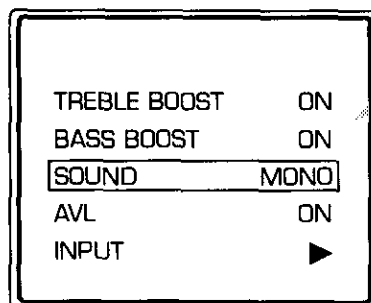 TREBLE BOOST ON
BASS BOOST ON
SOUND MONO
AVL ON
INPUT ▶